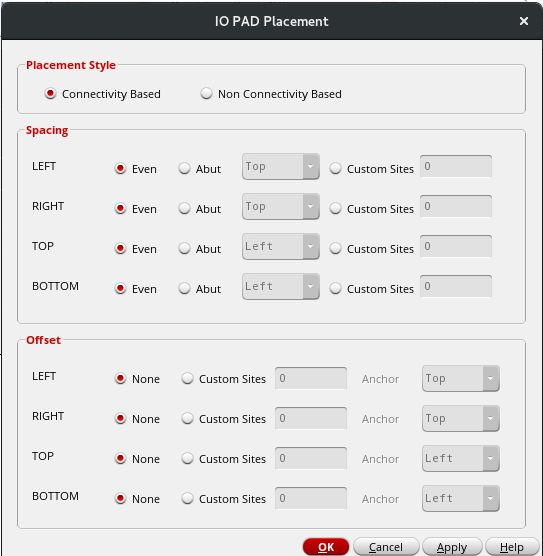 IO PAD Placement
Placement Style
Connectivity Based Non Connectivity Based
Spacing
LEFT Even Abut Top Custom Sites 0
RIGHT Even Abut Top Custom Sites 0
TOP Even Abut Left Custom Sites 0
BOTTOM Even Abut Left Custom Sites 0
Offset
LEFT None Custom Sites 0 Anchor Top
RIGHT None Custom Sites 0 Anchor Top
TOP None Custom Sites 0 Anchor Left
BOTTOM None Custom Sites 0 Anchor Left
OK Cancel Apply Help